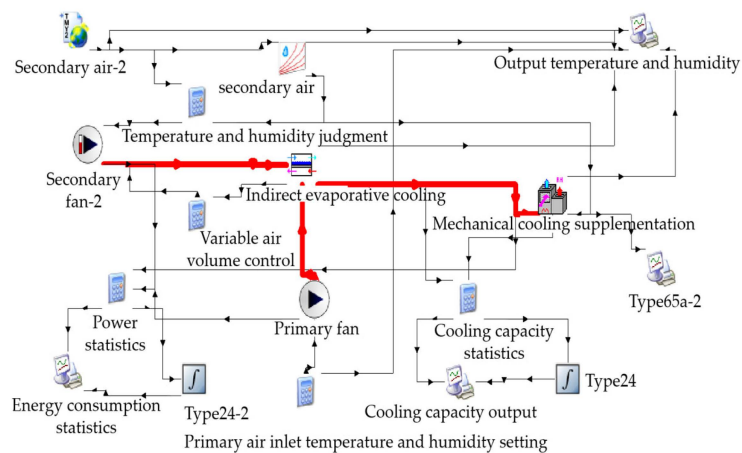 TMY2
Secondary air-2
secondary air
Output temperature and humidity
Temperature and humidity judgment
Secondary
fan-2
Indirect evaporative cooling
Variable air
volume control
Mechanical cooling supplementation
Type65a-2
Power
statistics
Primary fan
Cooling capacity
statistics
Energy consumption
statistics
Type24-2
Cooling capacity output
Type24
Primary air inlet temperature and humidity setting